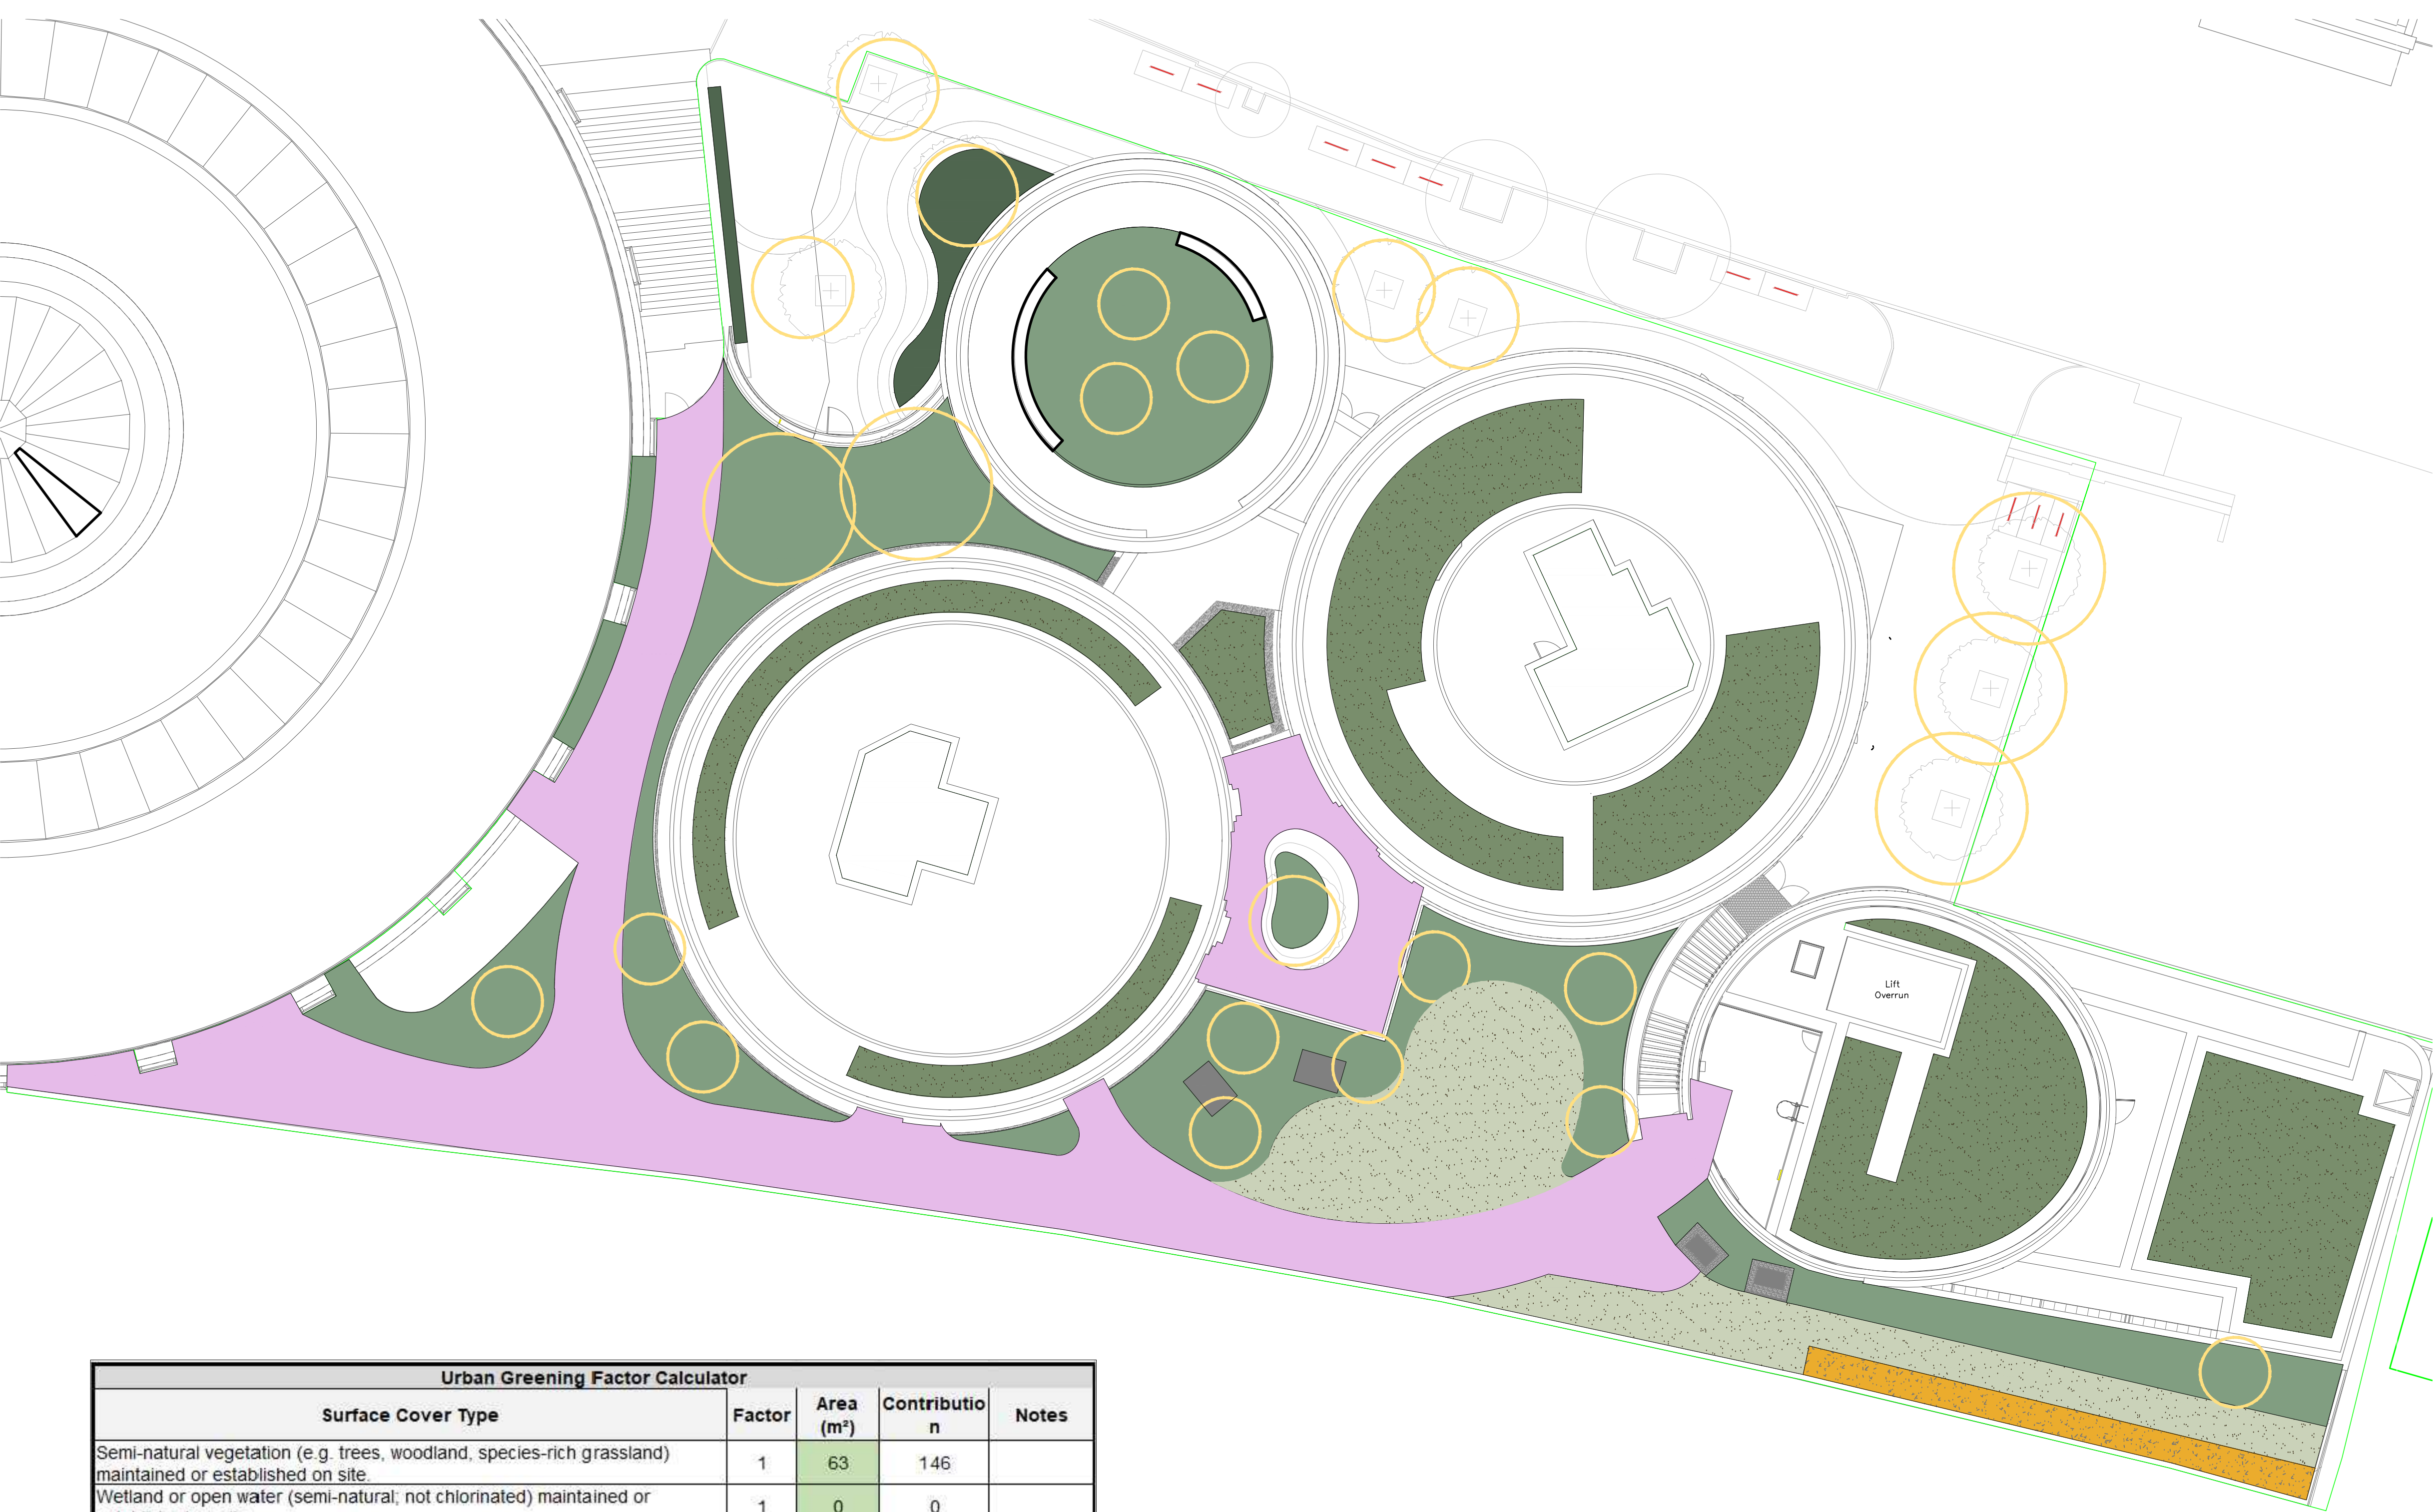 Lift
Overrun
Urban Greening Factor Calculator
Surface Cover Type
Factor
Area
(m²)
Contributio
n
Notes
Semi-natural vegetation (e.g. trees, woodland, species-rich grassland)
maintained or established on site.
1
63
146
Wetland or open water (semi-natural; not chlorinated) maintained or
1
0
0